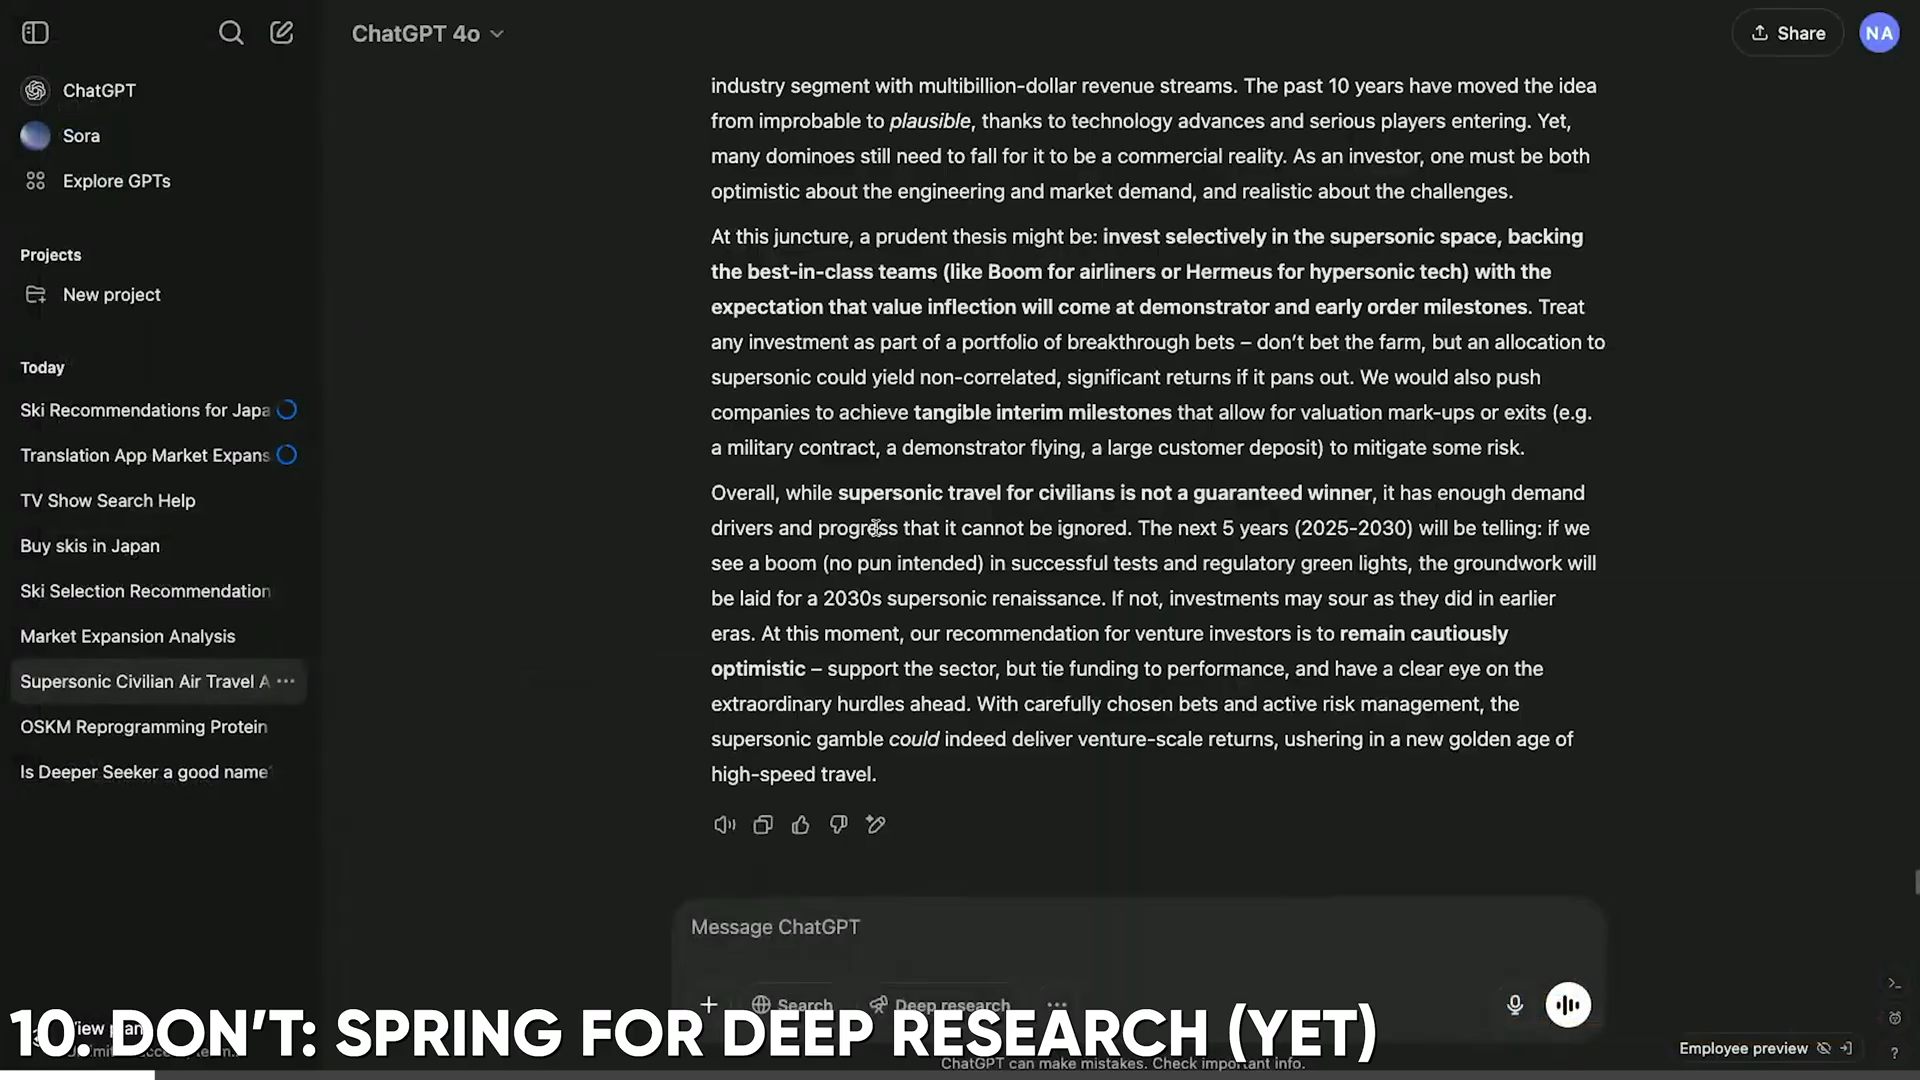 ChatGPT 4o
Share
NA
ChatGPT
Sora
Explore GPTs
Projects
New project
Today
Ski Recommendations for Japa
Translation App Market Expans
TV Show Search Help
Buy skis in Japan
Ski Selection Recommendation
Market Expansion Analysis
Supersonic Civilian Air Travel A
OSKM Reprogramming Protein
Is Deeper Seeker a good name
industry segment with multibillion-dollar revenue streams. The past 10 years have moved the idea
from improbable to plausible, thanks to technology advances and serious players entering. Yet,
many dominoes still need to fall for it to be a commercial reality. As an investor, one must be both
optimistic about the engineering and market demand, and realistic about the challenges.
At this juncture, a prudent thesis might be: invest selectively in the supersonic space, backing
the best-in-class teams (like Boom for airliners or Hermeus for hypersonic tech) with the
expectation that value inflection will come at demonstrator and early order milestones. Treat
any investment as part of a portfolio of breakthrough bets – don’t bet the farm, but an allocation to
supersonic could yield non-correlated, significant returns if it pans out. We would also push
companies to achieve tangible interim milestones that allow for valuation mark-ups or exits (e.g.
a military contract, a demonstrator flying, a large customer deposit) to mitigate some risk.
Overall, while supersonic travel for civilians is not a guaranteed winner, it has enough demand
drivers and progress that it cannot be ignored. The next 5 years (2025-2030) will be telling: if we
see a boom (no pun intended) in successful tests and regulatory green lights, the groundwork will
be laid for a 2030s supersonic renaissance. If not, investments may sour as they did in earlier
eras. At this moment, our recommendation for venture investors is to remain cautiously
optimistic – support the sector, but tie funding to performance, and have a clear eye on the
extraordinary hurdles ahead. With carefully chosen bets and active risk management, the
supersonic gamble could indeed deliver venture-scale returns, ushering in a new golden age of
high-speed travel.
Message ChatGPT
Search
Deep research
10. DON’T: SPRING FOR DEEP RESEARCH (YET)
Employee preview
ChatGPT can make mistakes. Check important info.
?